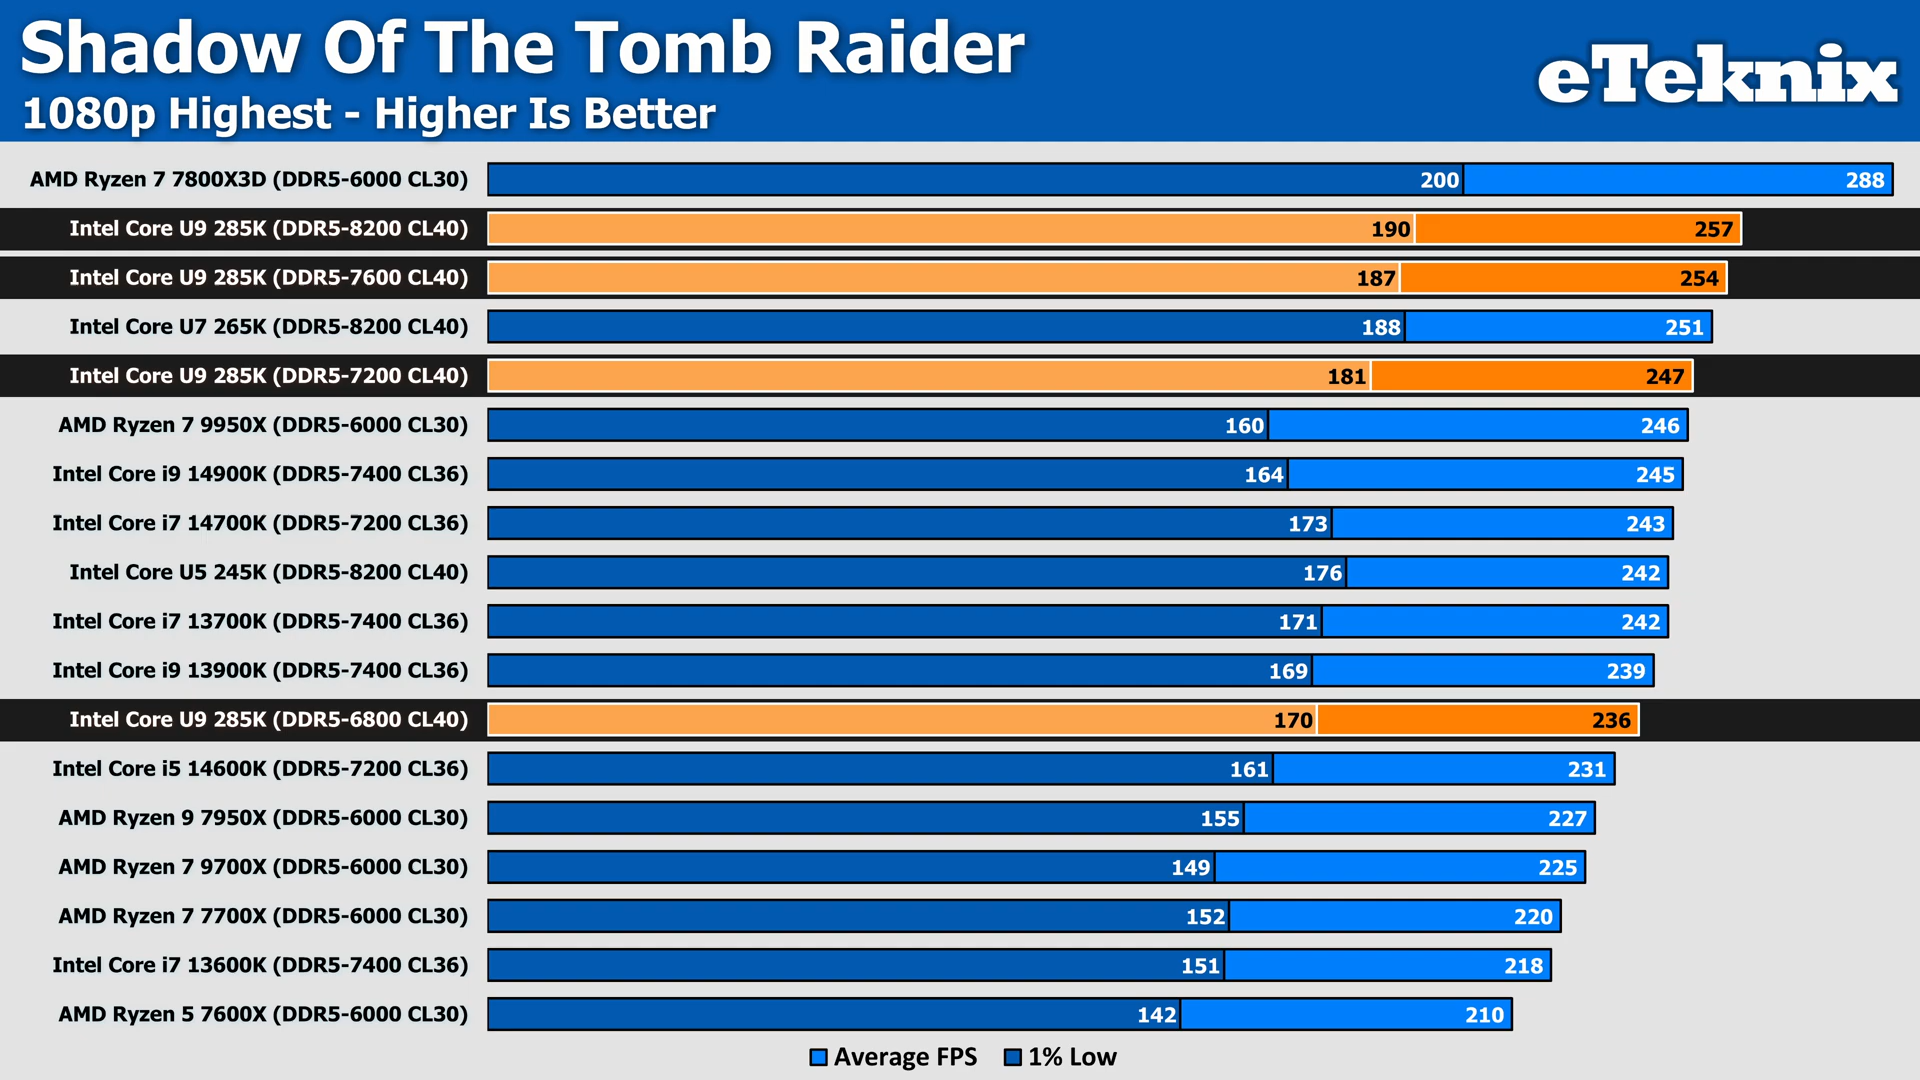 Shadow Of The Tomb Raider
1080p Highest - Higher Is Better
eTeknix
AMD Ryzen 7 7800X3D (DDR5-6000 CL30) 200 288
Intel Core U9 285K (DDR5-8200 CL40) 190 257
Intel Core U9 285K (DDR5-7600 CL40) 187 254
Intel Core U7 265K (DDR5-8200 CL40) 188 251
Intel Core U9 285K (DDR5-7200 CL40) 181 247
AMD Ryzen 7 9950X (DDR5-6000 CL30) 160 246
Intel Core i9 14900K (DDR5-7400 CL36) 164 245
Intel Core i7 14700K (DDR5-7200 CL36) 173 243
Intel Core U5 245K (DDR5-8200 CL40) 176 242
Intel Core i7 13700K (DDR5-7400 CL36) 171 242
Intel Core i9 13900K (DDR5-7400 CL36) 169 239
Intel Core U9 285K (DDR5-6800 CL40) 170 236
Intel Core i5 14600K (DDR5-7200 CL36) 161 231
AMD Ryzen 9 7950X (DDR5-6000 CL30) 155 227
AMD Ryzen 7 9700X (DDR5-6000 CL30) 149 225
AMD Ryzen 7 7700X (DDR5-6000 CL30) 152 220
Intel Core i7 13600K (DDR5-7400 CL36) 151 218
AMD Ryzen 5 7600X (DDR5-6000 CL30) 142 210
Average FPS 1% Low